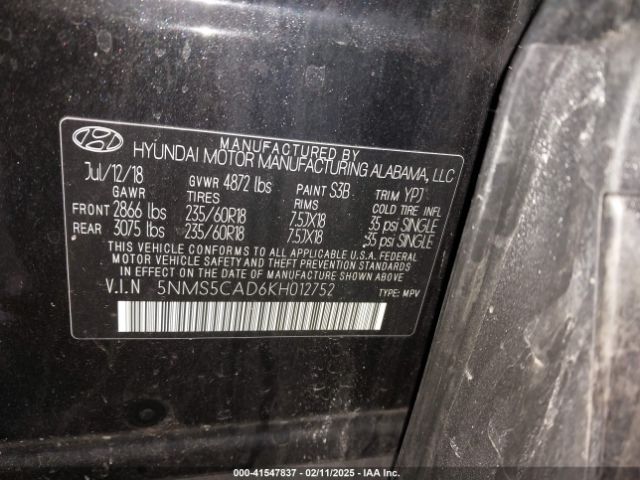 MANUFACTURED BY
HYUNDAI MOTOR MANUFACTURING ALABAMA, LLC
Jul/12/18 GVWR 4872 lbs PAINT S3B TRIM YP7
GAWR TIRES RIMS COLD TIRE INFL
FRONT 2866 lbs 235/60R18 7.5JX18 35 psi SINGLE
REAR 3075 lbs 235/60R18 7.5JX18 35 psi SINGLE
THIS VEHICLE CONFORMS TO ALL APPLICABLE U.S.A. FEDERAL
MOTOR VEHICLE SAFETY AND THEFT PREVENTION STANDARDS
IN EFFECT ON THE DATE OF MANUFACTURE SHOWN ABOVE
V.I.N 5NMS5CAD6KH012752 TYPE: MPV
000-41547837 - 02/11/2025 - IAA Inc.